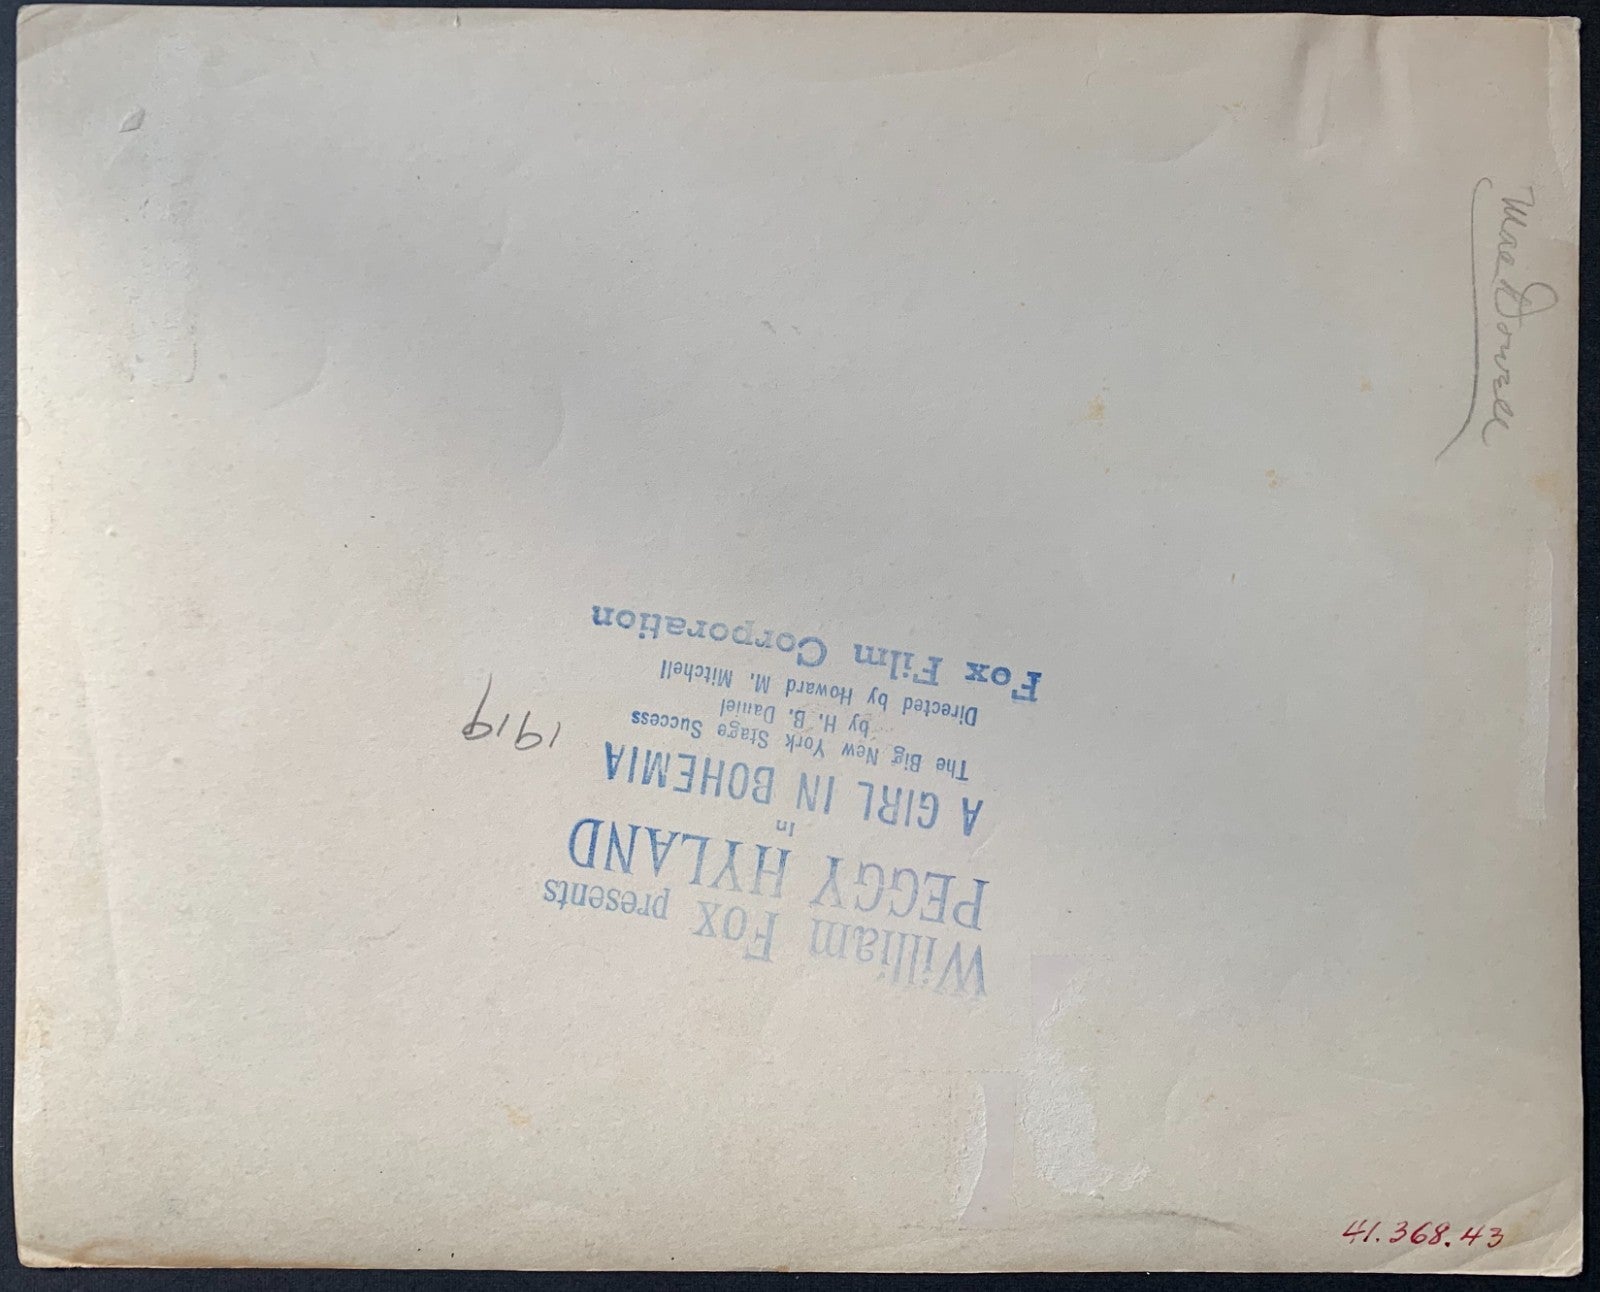 William Fox presents
PEGGY HYLAND
In
A GIRL IN BOHEMIA
The Big New York Stage Success
by H. B. Daniel
Directed by Howard M. Mitchell
Fox Film Corporation
1919
41.368.43